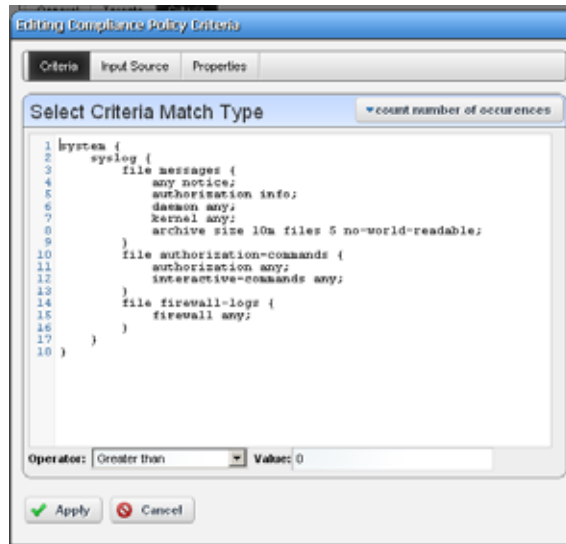 Editing Compliance Policy Criteria
Criteria Input Source Properties
Select Criteria Match Type count number of occurences
1 system {
2 syslog {
3 file messages {
4 any notice;
5 authorization info;
6 daemon any;
7 kernel any;
8 archive size 10m files 5 no-world-readable;
9 }
10 file authorization-commands {
11 authorization any;
12 interactive-commands any;
13 }
14 file firewall-logs {
15 firewall any;
16 }
17 }
18 }
Operator: Greater than Value: 0
Apply Cancel